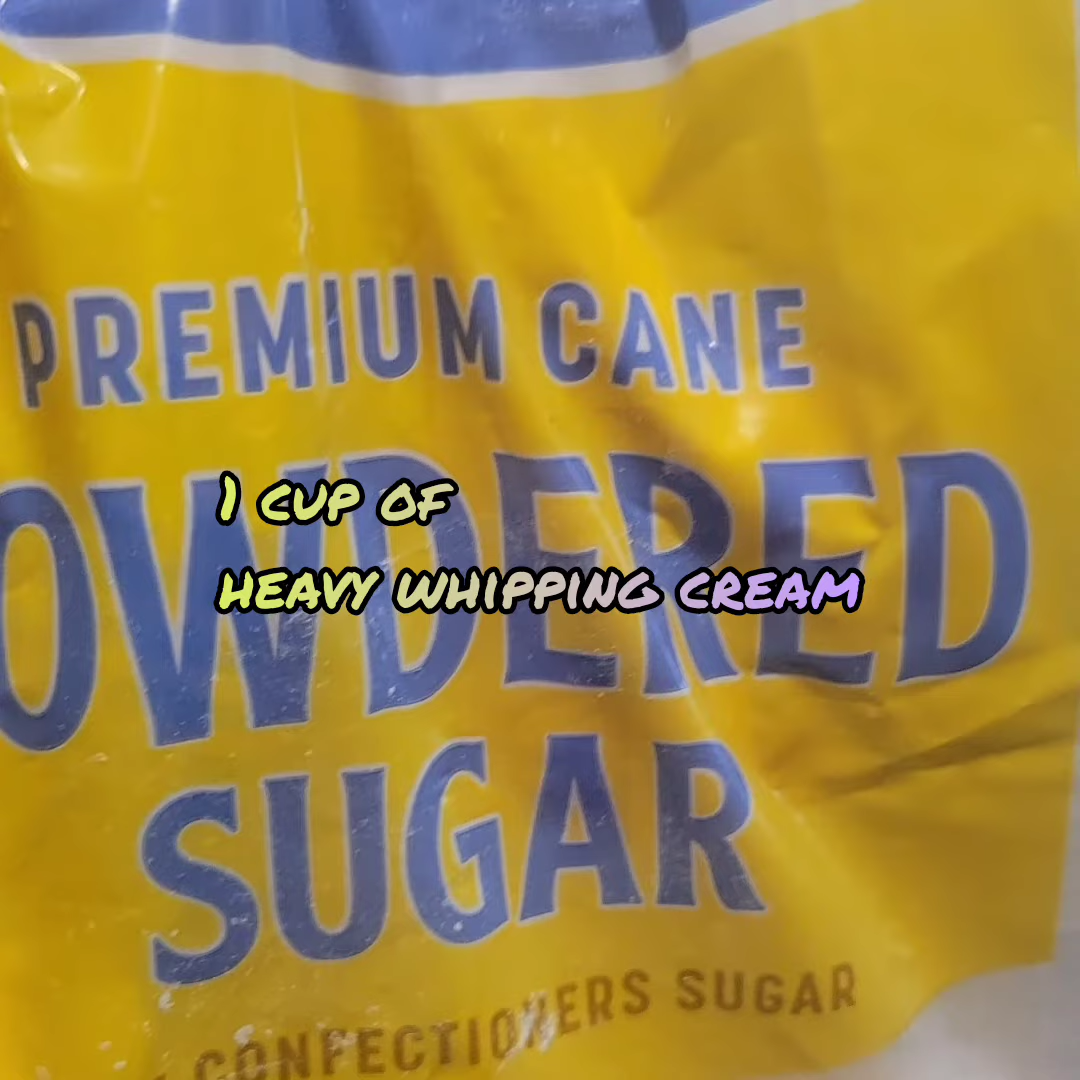 PREMIUM CANE
OWDERED
1 CUP OF
HEAVY WHIPPING CREAM
SUGAR
CONFECTIONERS SUGAR